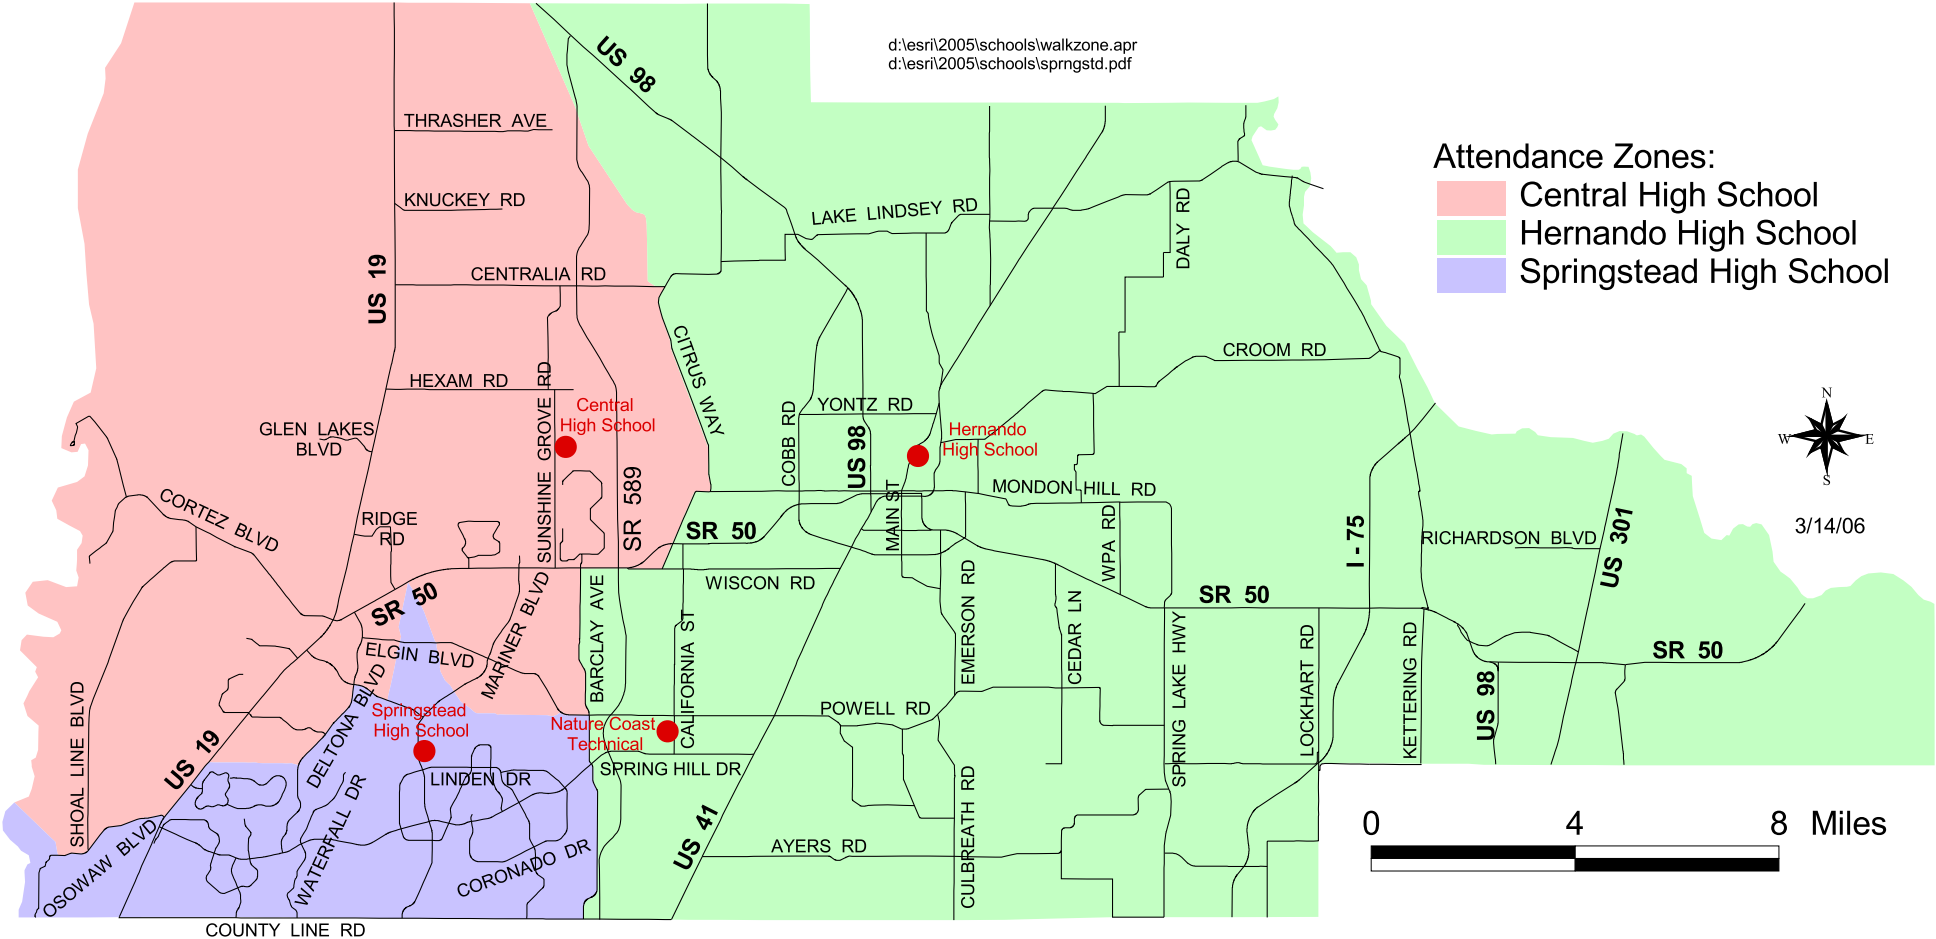 d:\esri\2005\schools\walkzone.apr
d:\esri\2005\schools\sprngstd.pdf
US 98
THRASHER AVE
Attendance Zones:
Central High School
Hernando High School
Springstead High School
KNUCKEY RD
LAKE LINDSEY RD
DALY RD
US 19
CENTRALIA RD
CITRUS WAY
CROOM RD
HEXAM RD
SUNSHINE GROVE RD
Central
High School
YONTZ RD
COBB RD
US 98
Hernando
High School
GLEN LAKES
BLVD
N
W
E
S
3/14/06
CORTEZ BLVD
RIDGE
RD
SR 589
SR 50
MAIN ST
MONDON HILL RD
WPA RD
I - 75
RICHARDSON BLVD
US 301
SR 50
MARINER BLVD
BARCLAY AVE
WISCON RD
CALIFORNIA ST
EMERSON RD
CEDAR LN
SPRING LAKE HWY
SR 50
LOCKHART RD
KETTERING RD
SR 50
US 98
ELGIN BLVD
DELTONA BLVD
SHOAL LINE BLVD
US 19
Springstead
High School
Nature Coast
Technical
POWELL RD
LINDEN DR
SPRING HILL DR
WATERFALL DR
CORONADO DR
US 41
AYERS RD
CULBREATH RD
OSOWAW BLVD
COUNTY LINE RD
0 4 8 Miles